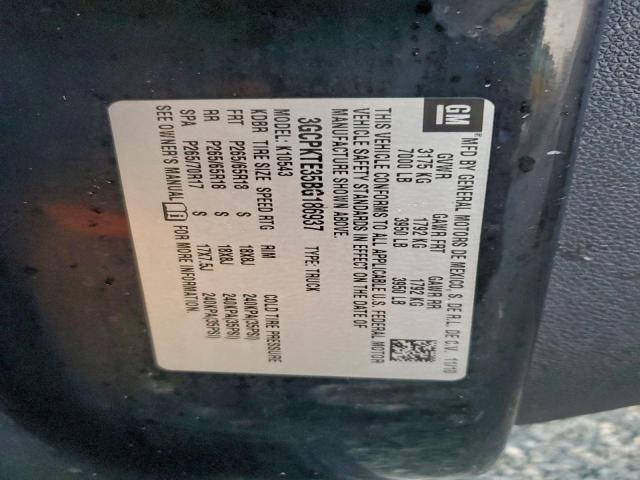 GM
MFD BY GENERAL MOTORS DE MEXICO, S. DE R.L. DE C.V. 11/10
GVWR GAWR FRT GAWR RR
3175 KG 1792 KG 1792 KG
7000 LB 3950 LB 3950 LB
THIS VEHICLE CONFORMS TO ALL APPLICABLE U.S. FEDERAL MOTOR
VEHICLE SAFETY STANDARDS IN EFFECT ON THE DATE OF
MANUFACTURE SHOWN ABOVE.
3GCPKTE35BG186937 TYPE: TRUCK
MODEL: K10543
KDBR TIRE SIZE SPEED RTG RIM COLD TIRE PRESSURE
FRT P265/65R18 S 18X8J 240KPA(35PSI)
RR P265/65R18 S 18X8J 240KPA(35PSI)
SPA P265/70R17 S 17X7.5J 240KPA(35PSI)
SEE OWNER'S MANUAL FOR MORE INFORMATION.